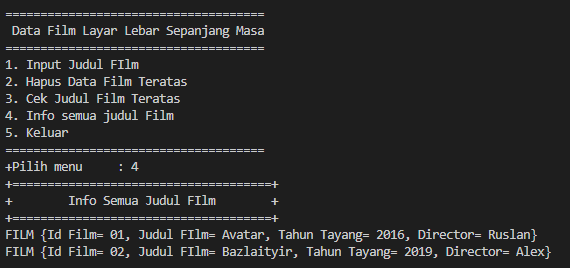 =====================================
Data Film Layar Lebar Sepanjang Masa
=====================================
1. Input Judul FIlm
2. Hapus Data Film Teratas
3. Cek Judul Film Teratas
4. Info semua judul Film
5. Keluar
=====================================
+Pilih menu     : 4
+=====================================+
+        Info Semua Judul FIlm        +
+=====================================+
FILM {Id Film= 01, Judul FIlm= Avatar, Tahun Tayang= 2016, Director= Ruslan}
FILM {Id Film= 02, Judul FIlm= Bazlaityir, Tahun Tayang= 2019, Director= Alex}